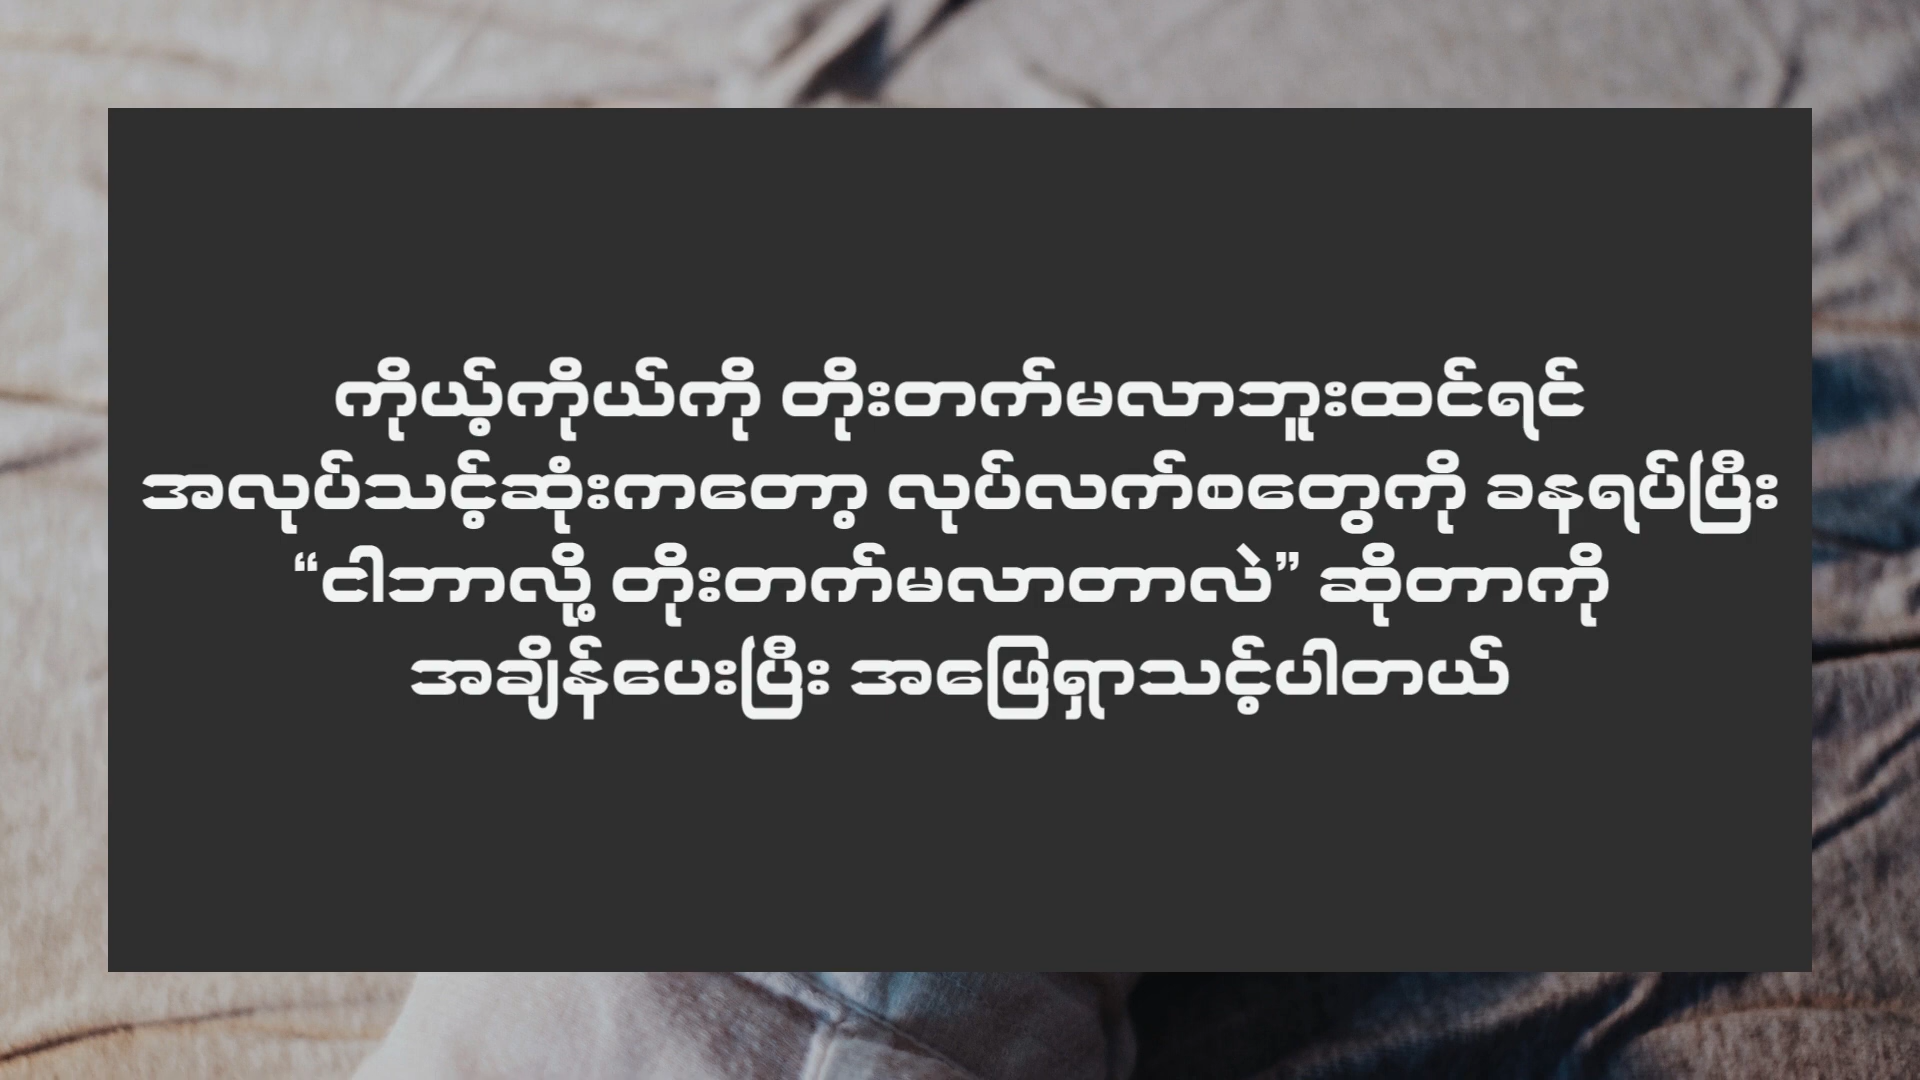 ကိုယ့်ကိုယ်ကို တိုးတက်မလာဘူးထင်ရင်
အလုပ်သင့်ဆုံးကတော့ လုပ်လက်စတွေကို ခနရပ်ပြီး
“ငါဘာလို့ တိုးတက်မလာတာလဲ” ဆိုတာကို
အချိန်ပေးပြီး အဖြေရှာသင့်ပါတယ်